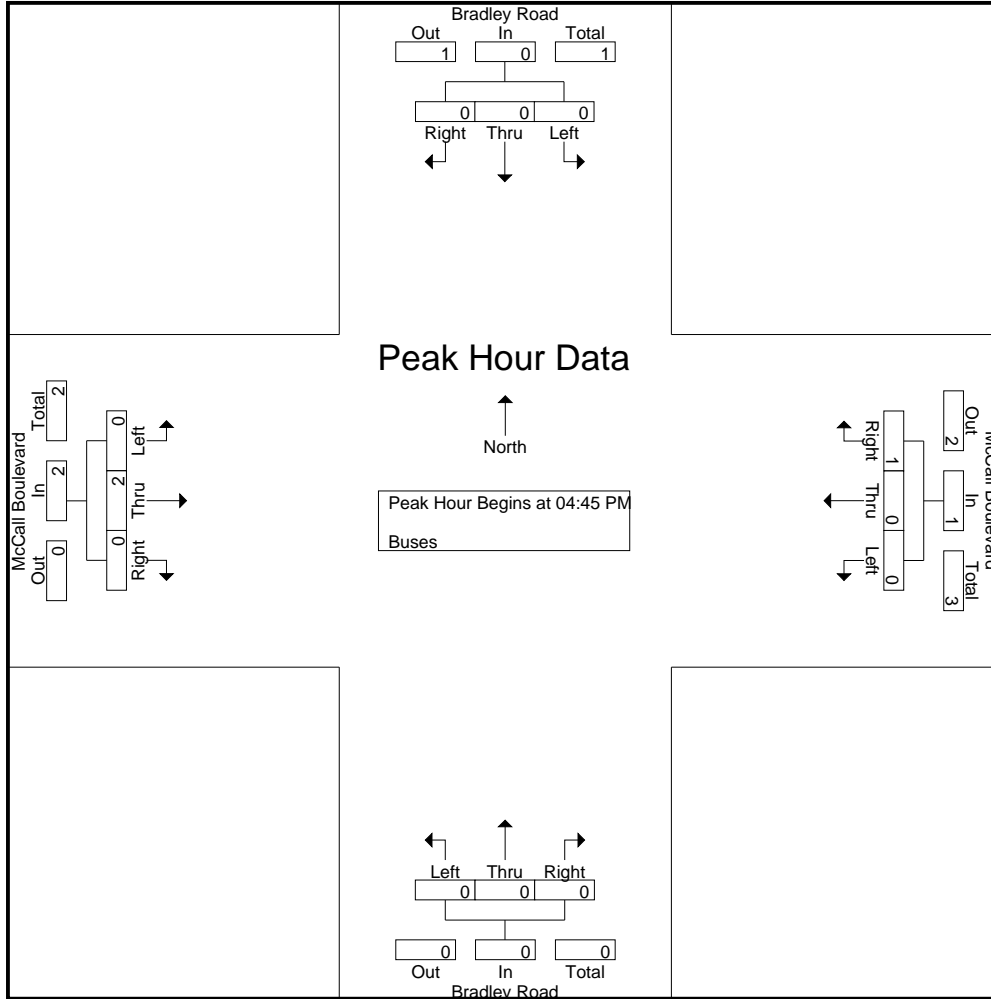 Bradley Road
Out In Total
1 0 1
0 0 0
Right Thru Left
Peak Hour Data
North
Peak Hour Begins at 04:45 PM
Buses
McCall Boulevard
Total In Out
2 2 0
0 2 0
Left Thru Right
McCall Boulevard
Out In Total
2 1 3
1 0 0
Right Thru Left
Left Thru Right
0 0 0
0 0 0
Out In Total
Bradley Road